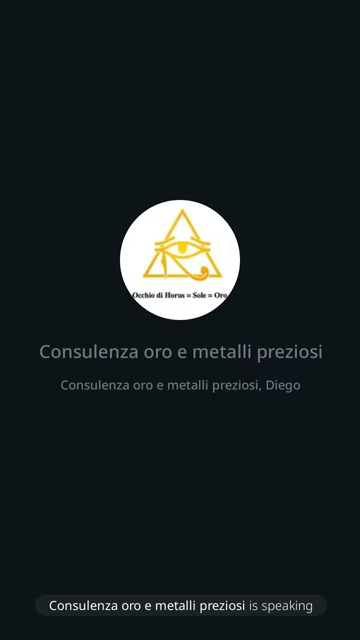 Occhio di Horus = Sole = Oro
Consulenza oro e metalli preziosi
Consulenza oro e metalli preziosi, Diego
Consulenza oro e metalli preziosi is speaking